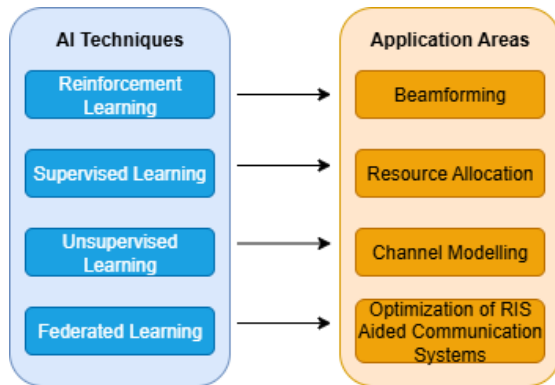 AI Techniques
Reinforcement
Learning
Supervised Learning
Unsupervised
Learning
Federated Learning
Application Areas
Beamforming
Resource Allocation
Channel Modelling
Optimization of RIS
Aided Communication
Systems